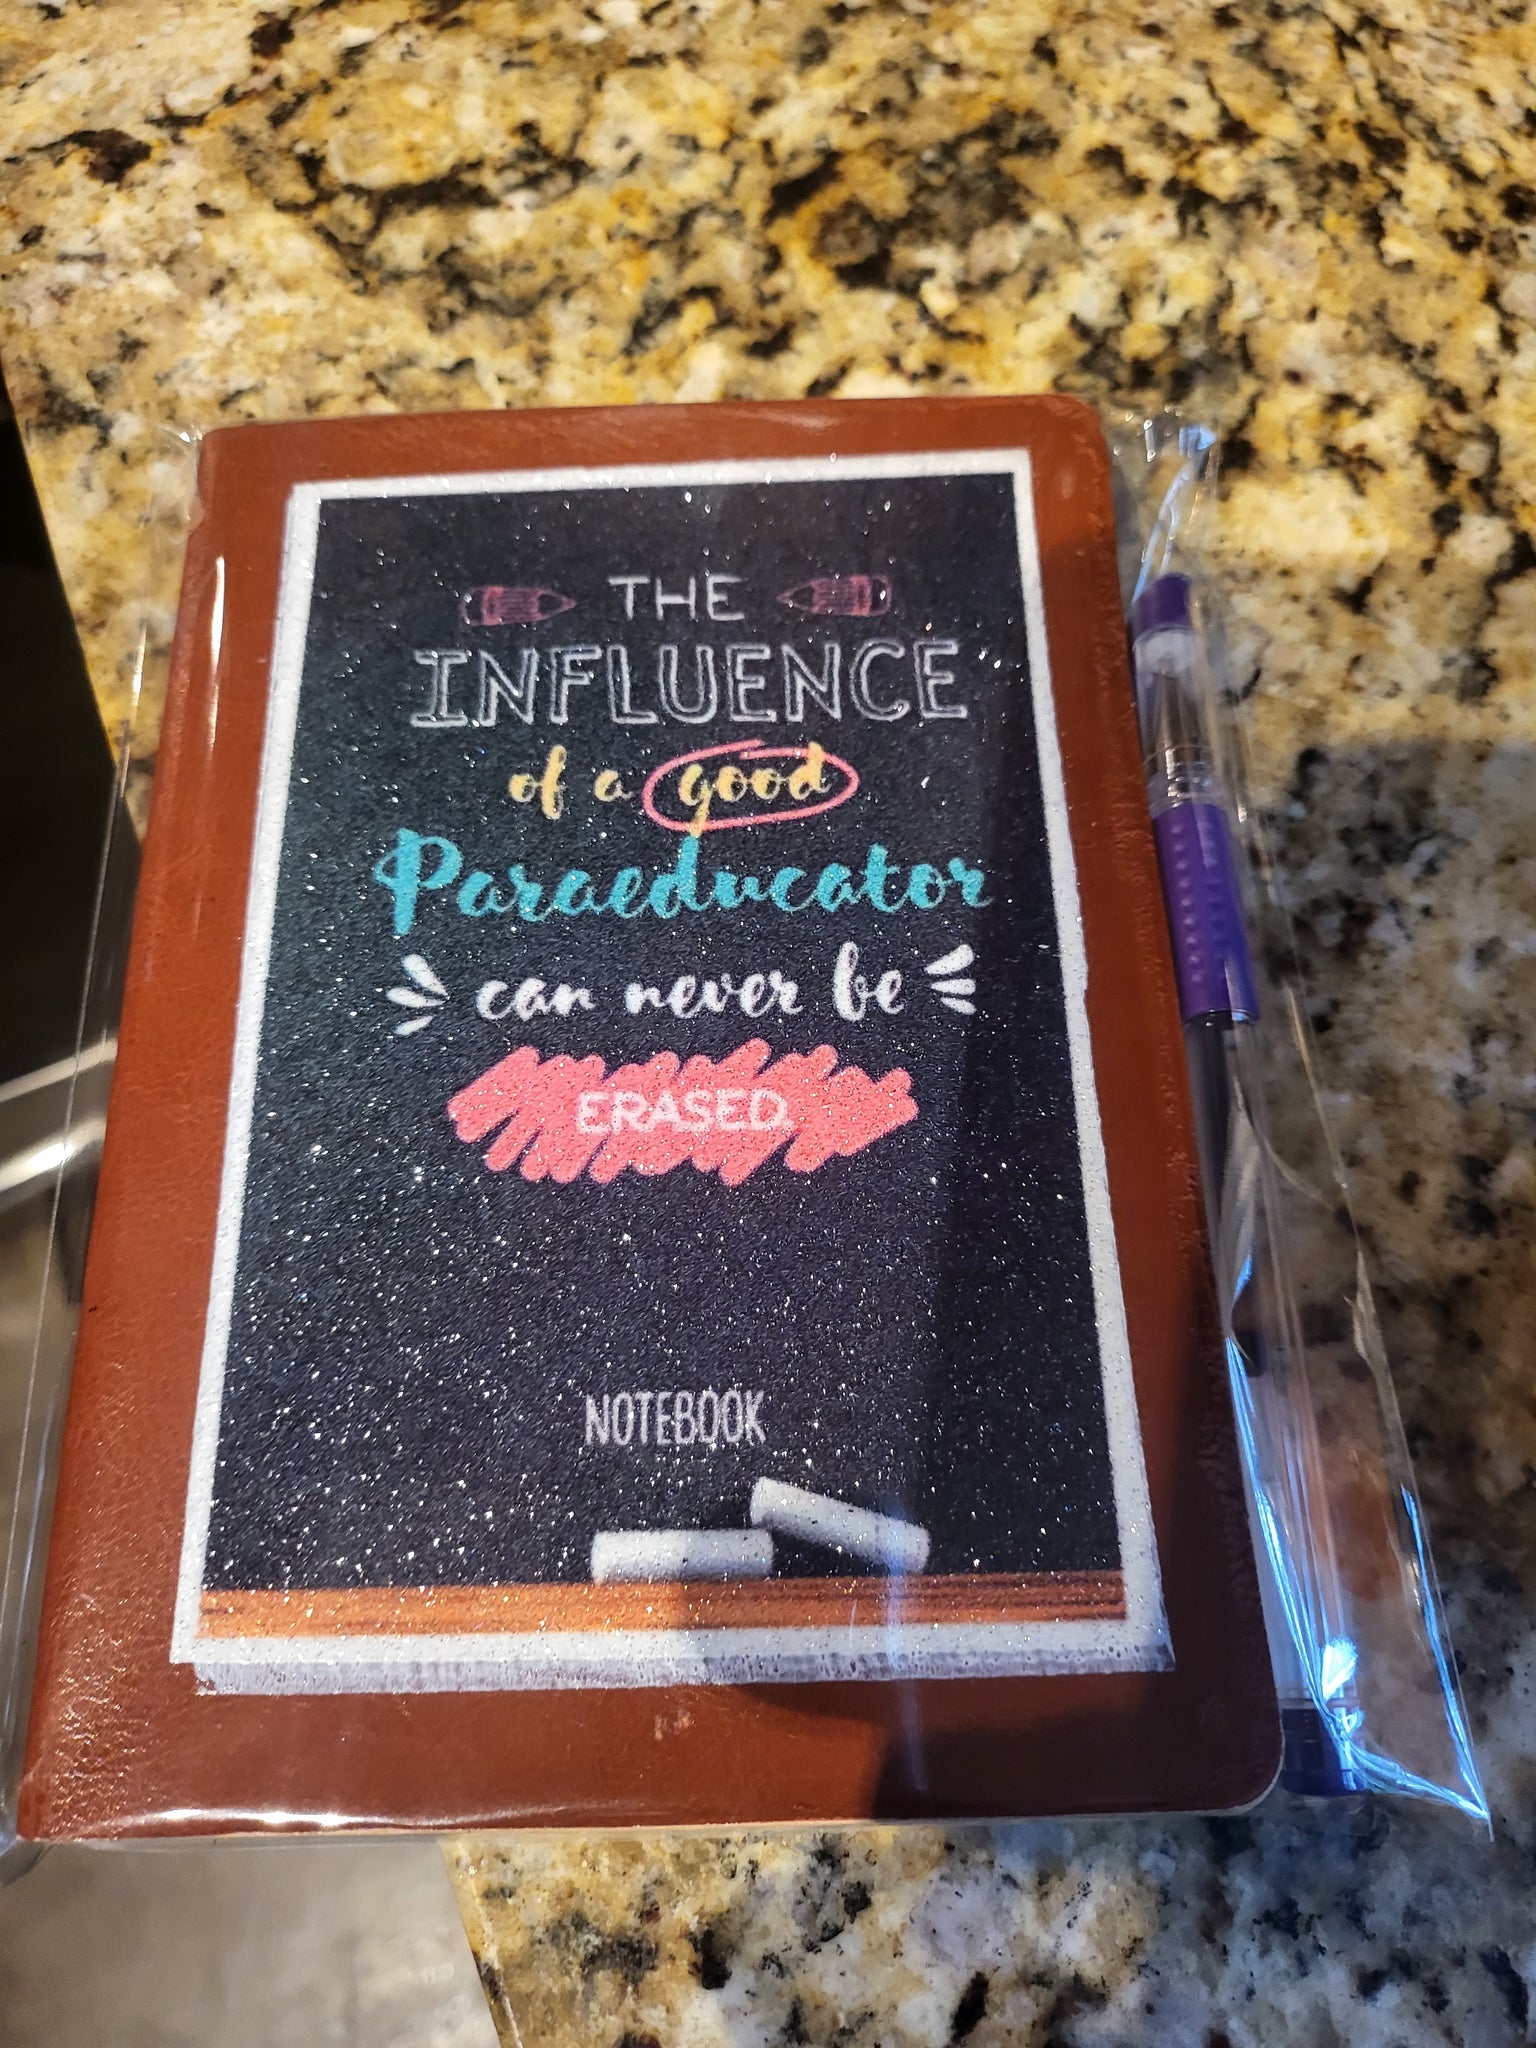 THE
INFLUENCE
of a good
Paraeducator
can never be
ERASED.
NOTEBOOK